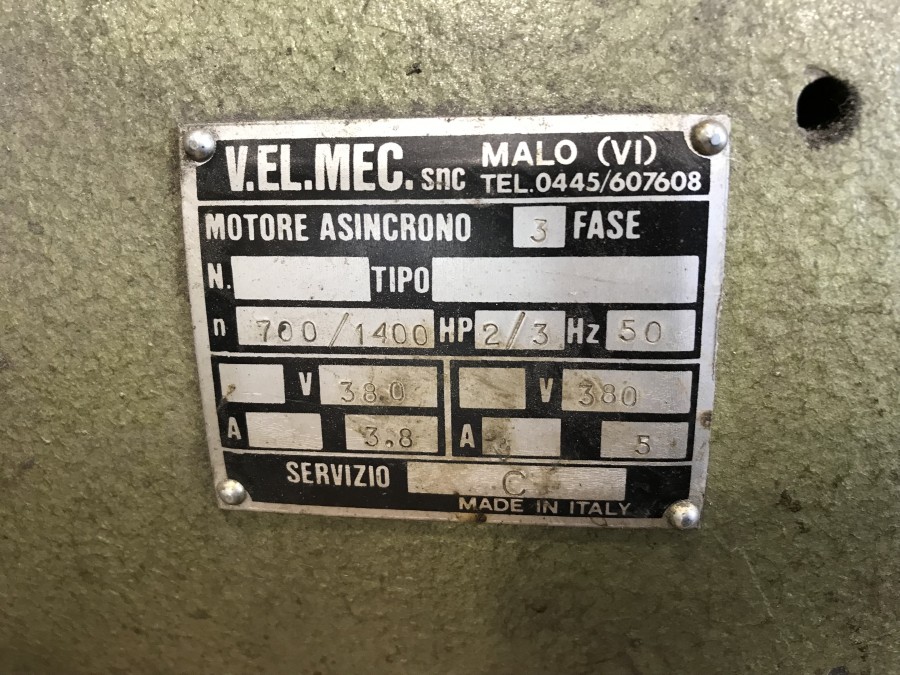 V.EL.MEC. snc MALO (VI)
TEL.0445/607608
MOTORE ASINCRONO 3 FASE
N. TIPO
n 700/1400 HP 2/3 Hz 50
V 380 V 380
A 3.8 A 5
SERVIZIO C
MADE IN ITALY